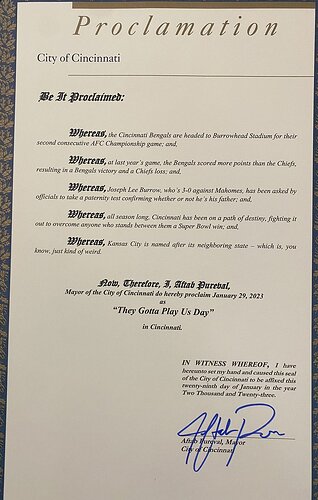 Proclamation
City of Cincinnati
Be It Proclaimed:
Whereas, the Cincinnati Bengals are headed to Burrowhead Stadium for their
second consecutive AFC Championship game; and,
Whereas, at last year's game, the Bengals scored more points than the Chiefs,
resulting in a Bengals victory and a Chiefs loss; and,
Whereas, Joseph Lee Burrow, who's 3-0 against Mahomes, has been asked by
officials to take a paternity test confirming whether or not he's his father; and,
Whereas, all season long, Cincinnati has been on a path of destiny, fighting it
out to overcome anyone who stands between them a Super Bowl win; and,
Whereas, Kansas City is named after its neighboring state – which is, you
know, just kind of weird.
Now, Therefore, I, Aftab Pureval,
Mayor of the City of Cincinnati do hereby proclaim January 29, 2023
as
"They Gotta Play Us Day"
in Cincinnati.
IN WITNESS WHEREOF, I have
hereunto set my hand and caused this seal
of the City of Cincinnati to be affixed this
twenty-ninth day of January in the year
Two Thousand and Twenty-three.
Aftab Pureval, Mayor
City of Cincinnati